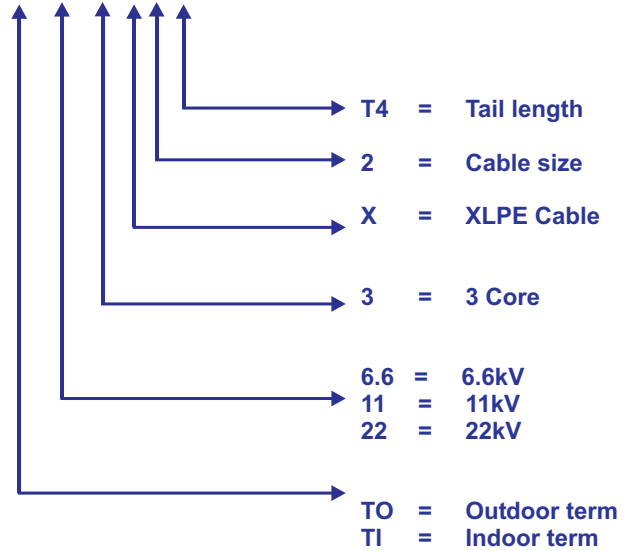 T4 = Tail length
2 = Cable size
X = XLPE Cable
3 = 3 Core
6.6 = 6.6kV
11 = 11kV
22 = 22kV
TO = Outdoor term
TI = Indoor term